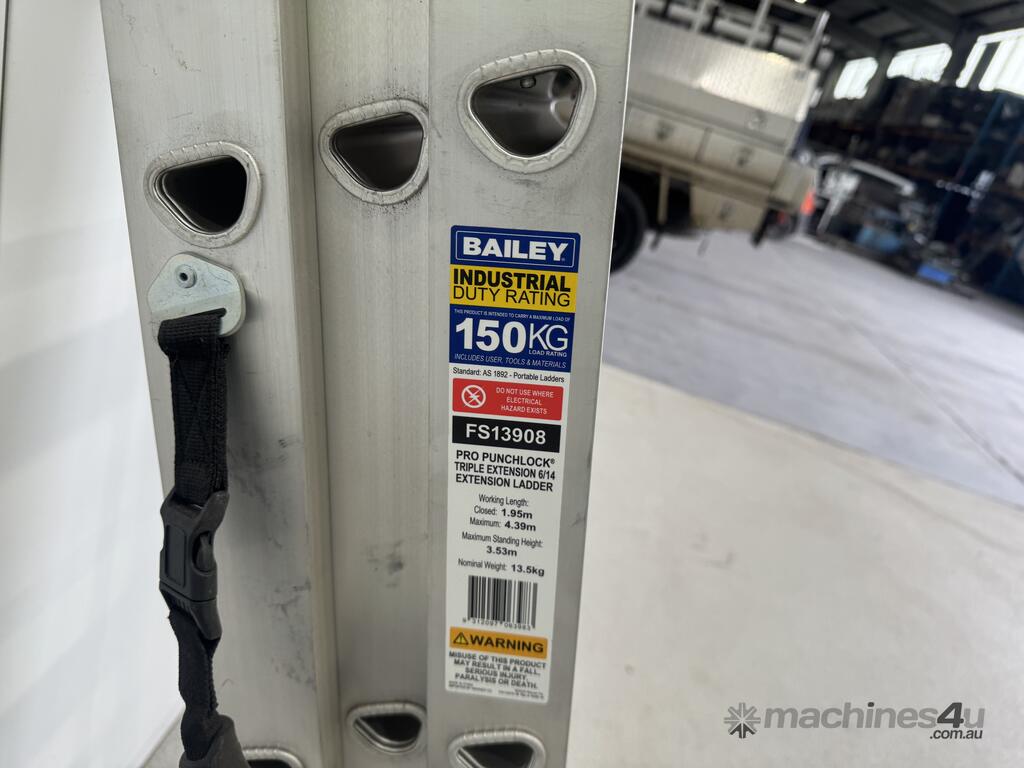 BAILEY
INDUSTRIAL
DUTY RATING
THIS PRODUCT IS INTENDED TO CARRY A MAXIMUM LOAD OF
150KG
LOAD RATING
INCLUDES USER, TOOLS & MATERIALS
Standard: AS 1892 - Portable Ladders
DO NOT USE WHERE
ELECTRICAL
HAZARD EXISTS
FS13908
PRO PUNCHLOCK®
TRIPLE EXTENSION 6/14
EXTENSION LADDER
Working Length:
Closed: 1.95m
Maximum: 4.39m
Maximum Standing Height:
3.53m
Nominal Weight: 13.5kg
WARNING
MISUSE OF THIS PRODUCT
MAY RESULT IN A FALL,
SERIOUS INJURY,
PARALYSIS OR DEATH.
machines4u
.com.au